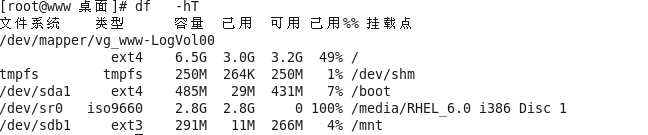 [root@www 桌面]# df   -hT
文件系统    类型      容量  已用  可用 已用%% 挂载点
/dev/mapper/vg_www-LogVol00
              ext4    6.5G  3.0G  3.2G  49% /
tmpfs        tmpfs    250M  264K  250M   1% /dev/shm
/dev/sda1     ext4    485M   29M  431M   7% /boot
/dev/sr0   iso9660    2.8G  2.8G     0 100% /media/RHEL_6.0 i386 Disc 1
/dev/sdb1     ext3    291M   11M  266M   4% /mnt